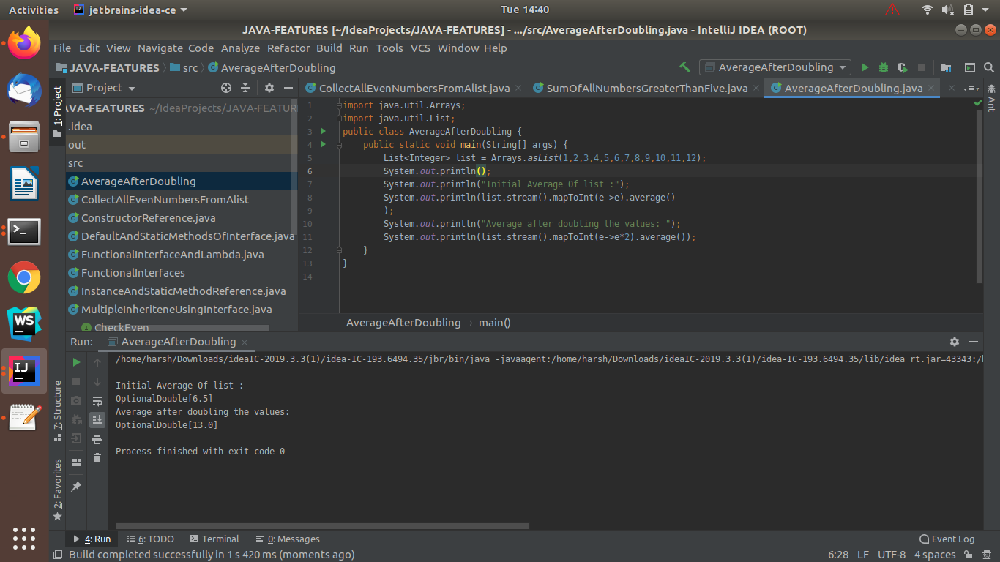 Activities
jetbrains-idea-ce
Tue 14:40
JAVA-FEATURES [~/IdeaProjects/JAVA-FEATURES] - .../src/AverageAfterDoubling.java - IntelliJ IDEA (ROOT)
File Edit View Navigate Code Analyze Refactor Build Run Tools VCS Window Help
JAVA-FEATURES src AverageAfterDoubling
AverageAfterDoubling
1: Project
Project
CollectAllEvenNumbersFromAlist.java
SumOfAllNumbersGreaterThanFive.java
AverageAfterDoubling.java
7
Ant
AVA-FEATURES ~/IdeaProjects/JAVA-FEATUR
.idea
out
src
AverageAfterDoubling
CollectAllEvenNumbersFromAlist
ConstructorReference.java
DefaultAndStaticMethodsOfInterface.java
FunctionalInterfaceAndLambda.java
FunctionalInterfaces
InstanceAndStaticMethodReference.java
MultipleInheriteneUsingInterface.java
CheckEven
1 import java.util.Arrays;
2 import java.util.List;
3 public class AverageAfterDoubling {
4 public static void main(String[] args) {
5 List<Integer> list = Arrays.asList(1,2,3,4,5,6,7,8,9,10,11,12);
6 System.out.println();
7 System.out.println("Initial Average Of list :");
8 System.out.println(list.stream().mapToInt(e->e).average()
9 );
10 System.out.println("Average after doubling the values: ");
11 System.out.println(list.stream().mapToInt(e->e*2).average());
12 }
13 }
14
AverageAfterDoubling › main()
Run: AverageAfterDoubling
/home/harsh/Downloads/ideaIC-2019.3.3(1)/idea-IC-193.6494.35/jbr/bin/java -javaagent:/home/harsh/Downloads/ideaIC-2019.3.3(1)/idea-IC-193.6494.35/lib/idea_rt.jar=43343:/h
Initial Average Of list :
OptionalDouble[6.5]
Average after doubling the values:
OptionalDouble[13.0]
Process finished with exit code 0
7: Structure
2: Favorites
WS
IJ
4: Run
6: TODO
Terminal
0: Messages
Event Log
Build completed successfully in 1 s 420 ms (moments ago)
6:28 LF UTF-8 4 spaces